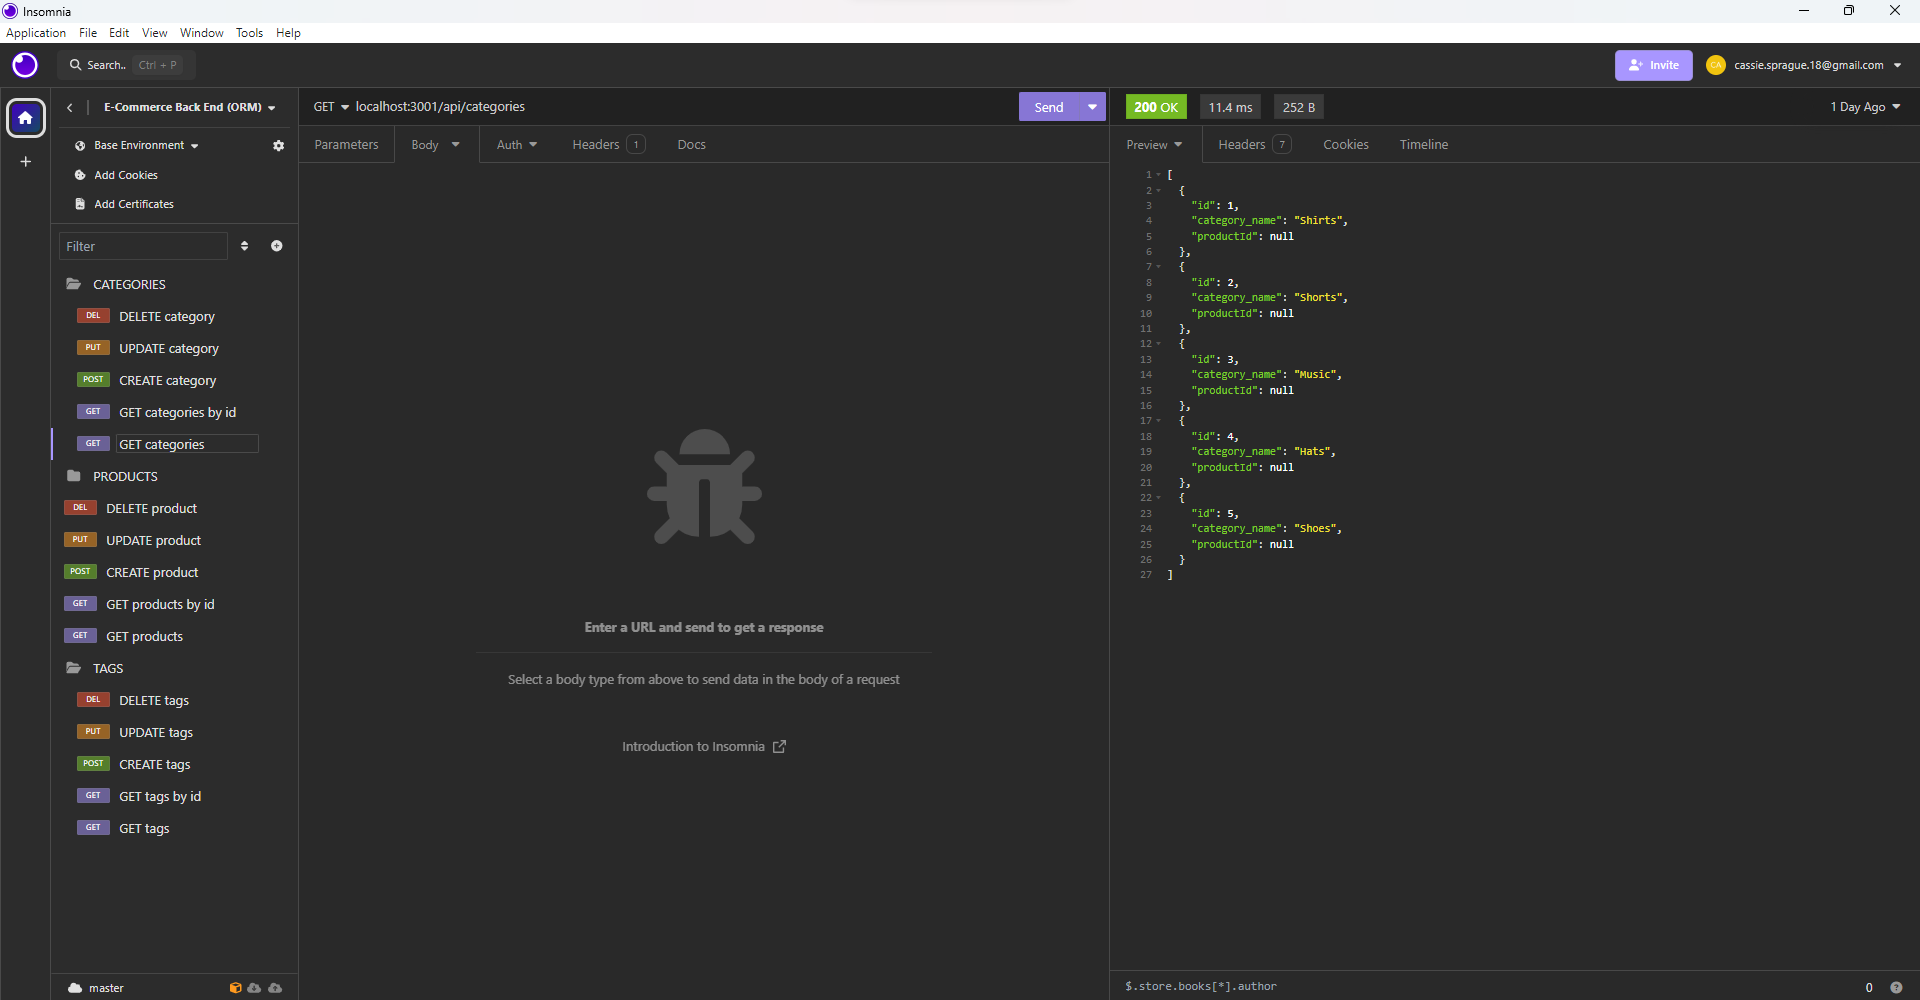 Insomnia
Application File Edit View Window Tools Help
Search.. Ctrl + P
Invite
CA cassie.sprague.18@gmail.com
E-Commerce Back End (ORM)
Base Environment
Add Cookies
Add Certificates
Filter
CATEGORIES
DEL DELETE category
PUT UPDATE category
POST CREATE category
GET GET categories by id
GET GET categories
PRODUCTS
DEL DELETE product
PUT UPDATE product
POST CREATE product
GET GET products by id
GET GET products
TAGS
DEL DELETE tags
PUT UPDATE tags
POST CREATE tags
GET GET tags by id
GET GET tags
master
GET localhost:3001/api/categories Send
Parameters Body Auth Headers 1 Docs
Enter a URL and send to get a response
Select a body type from above to send data in the body of a request
Introduction to Insomnia
200 OK 11.4 ms 252 B 1 Day Ago
Preview Headers 7 Cookies Timeline
1 [
2 {
3 "id": 1,
4 "category_name": "Shirts",
5 "productId": null
6 },
7 {
8 "id": 2,
9 "category_name": "Shorts",
10 "productId": null
11 },
12 {
13 "id": 3,
14 "category_name": "Music",
15 "productId": null
16 },
17 {
18 "id": 4,
19 "category_name": "Hats",
20 "productId": null
21 },
22 {
23 "id": 5,
24 "category_name": "Shoes",
25 "productId": null
26 }
27 ]
$.store.books[*].author 0 ?